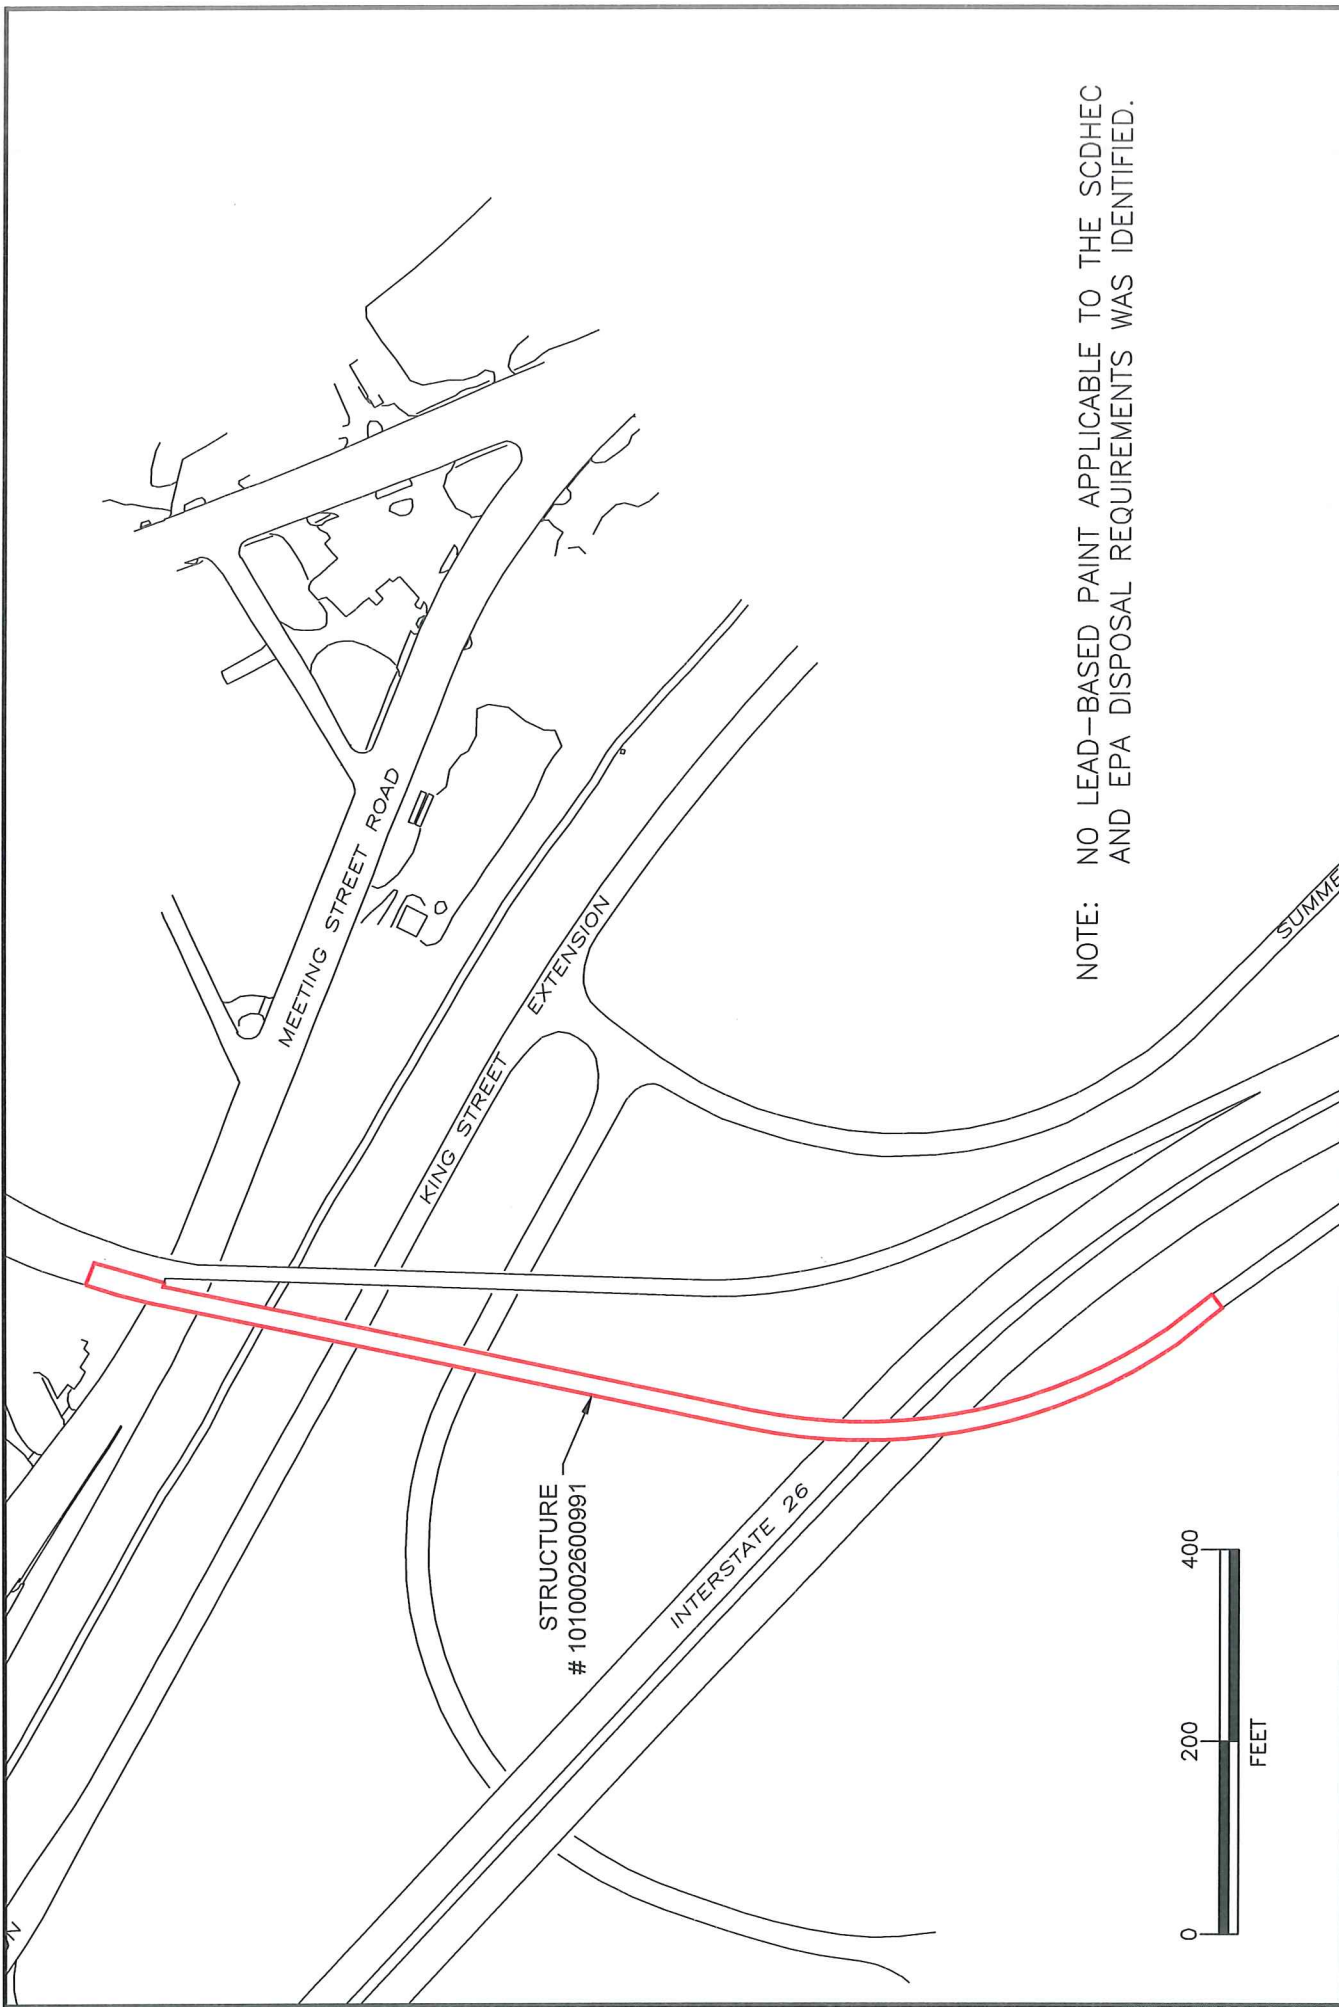 MEETING STREET ROAD
KING STREET EXTENSION
STRUCTURE
# 1010002600991
INTERSTATE 26
NOTE: NO LEAD-BASED PAINT APPLICABLE TO THE SCDHEC
AND EPA DISPOSAL REQUIREMENTS WAS IDENTIFIED.
SUMME
0 200 400
FEET